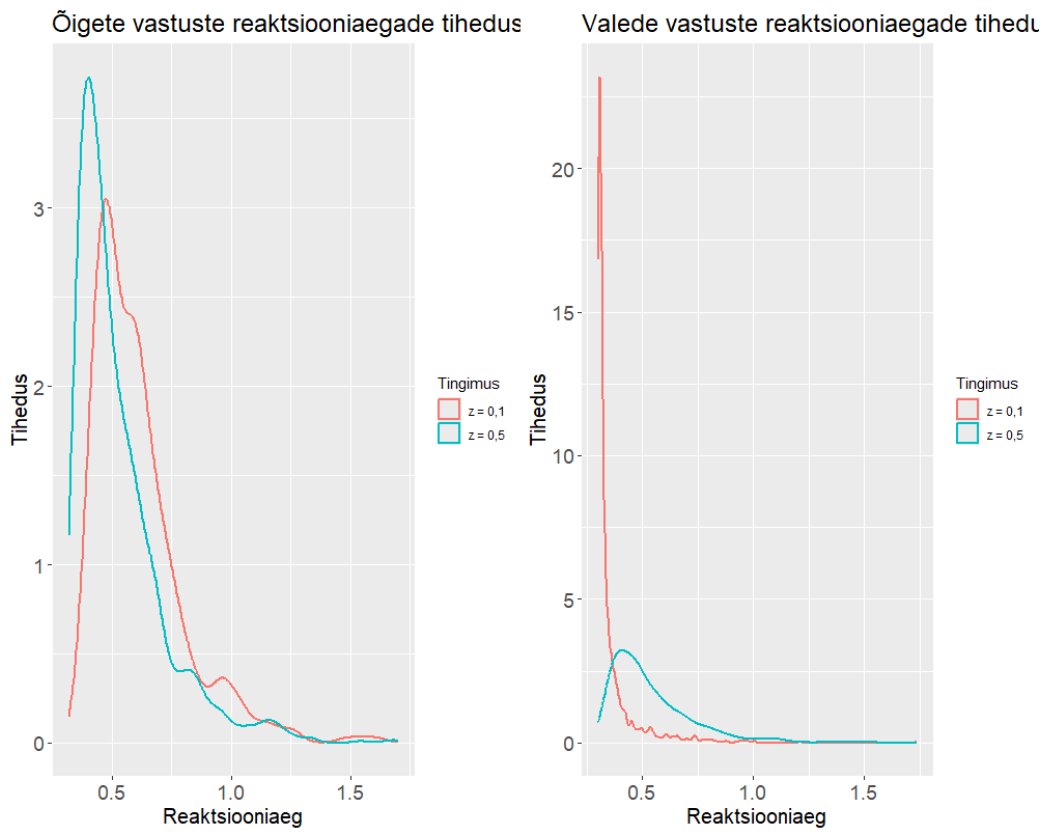 Õigete vastuste reaktsiooniaegade tihedus
Tihedus
3
2
1
0
0.5 1.0 1.5
Reaktsiooniaeg
Tingimus
z = 0,1
z = 0,5
Valede vastuste reaktsiooniaegade tihedu
Tihedus
20
15
10
5
0
0.5 1.0 1.5
Reaktsiooniaeg
Tingimus
z = 0,1
z = 0,5